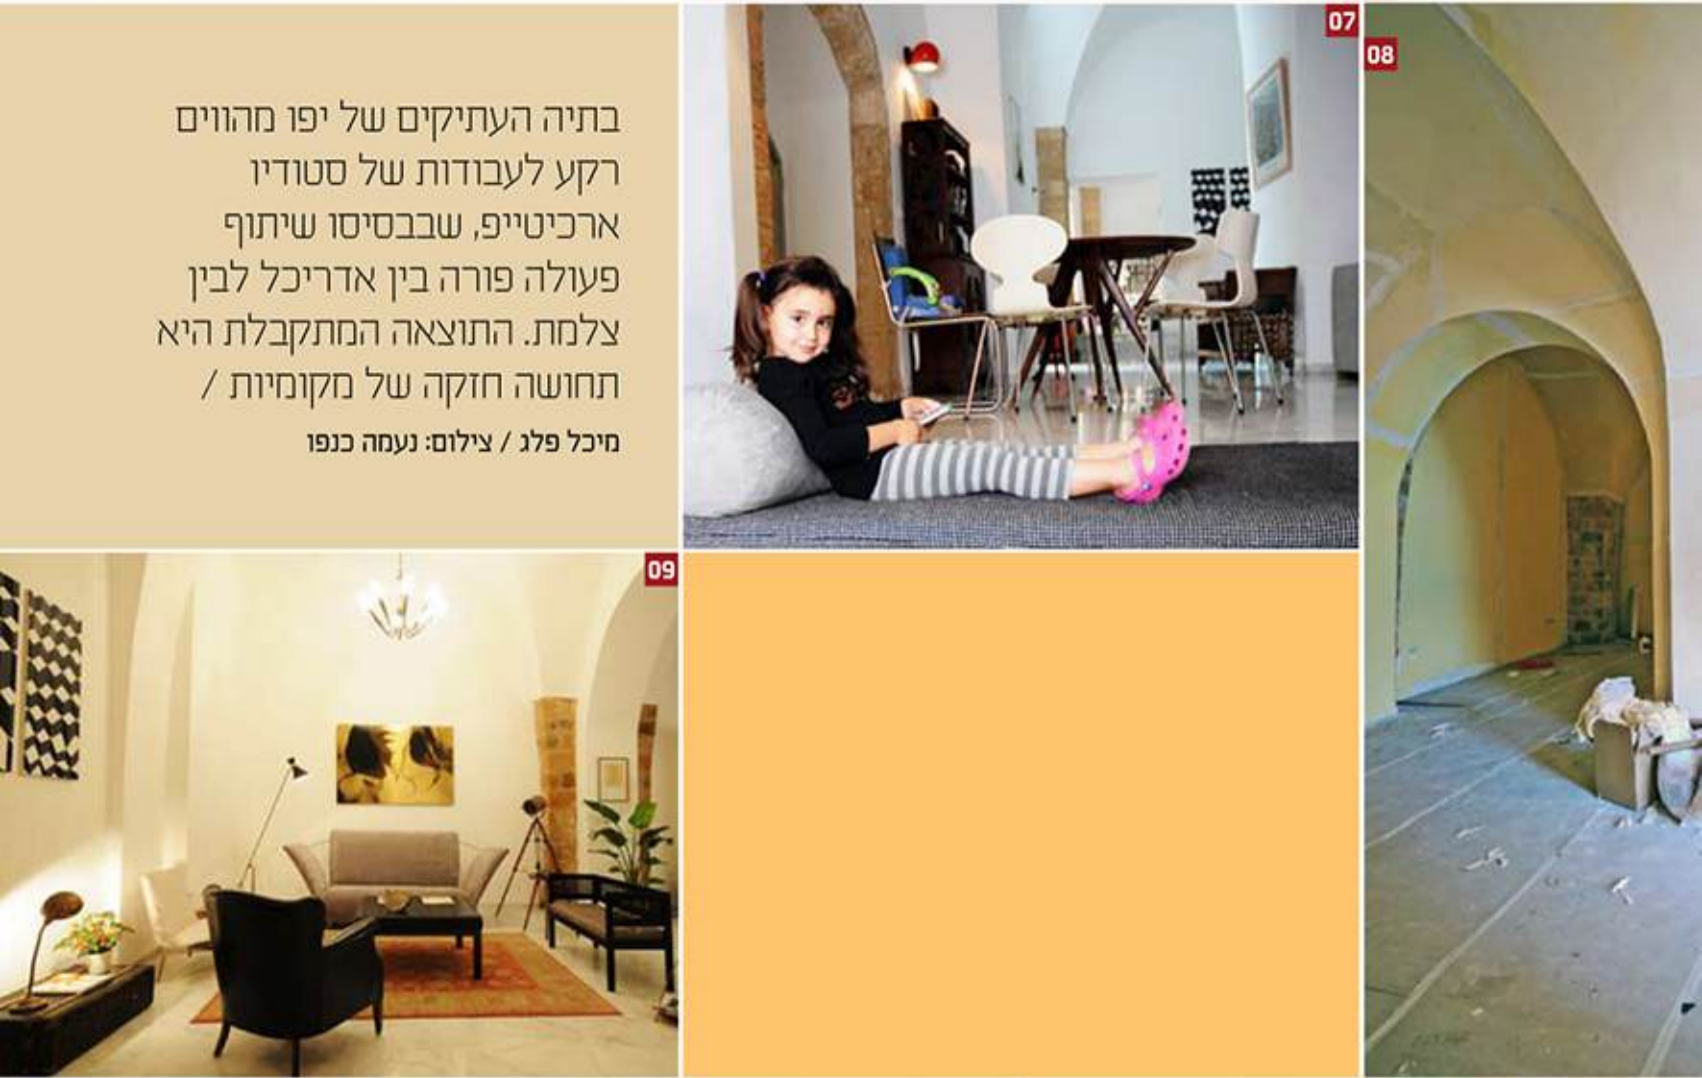 בתיה העתיקים של יפו מהווים
רקע לעבודות של סטודיו
ארכיטייפ, שבבסיסו שיתוף
פעולה פורה בין אדריכל לבין
צלמת. התוצאה המתקבלת היא
תחושה חזקה של מקומיות /
מיכל פלג / צילום: נעמה כנפו
07
08
09